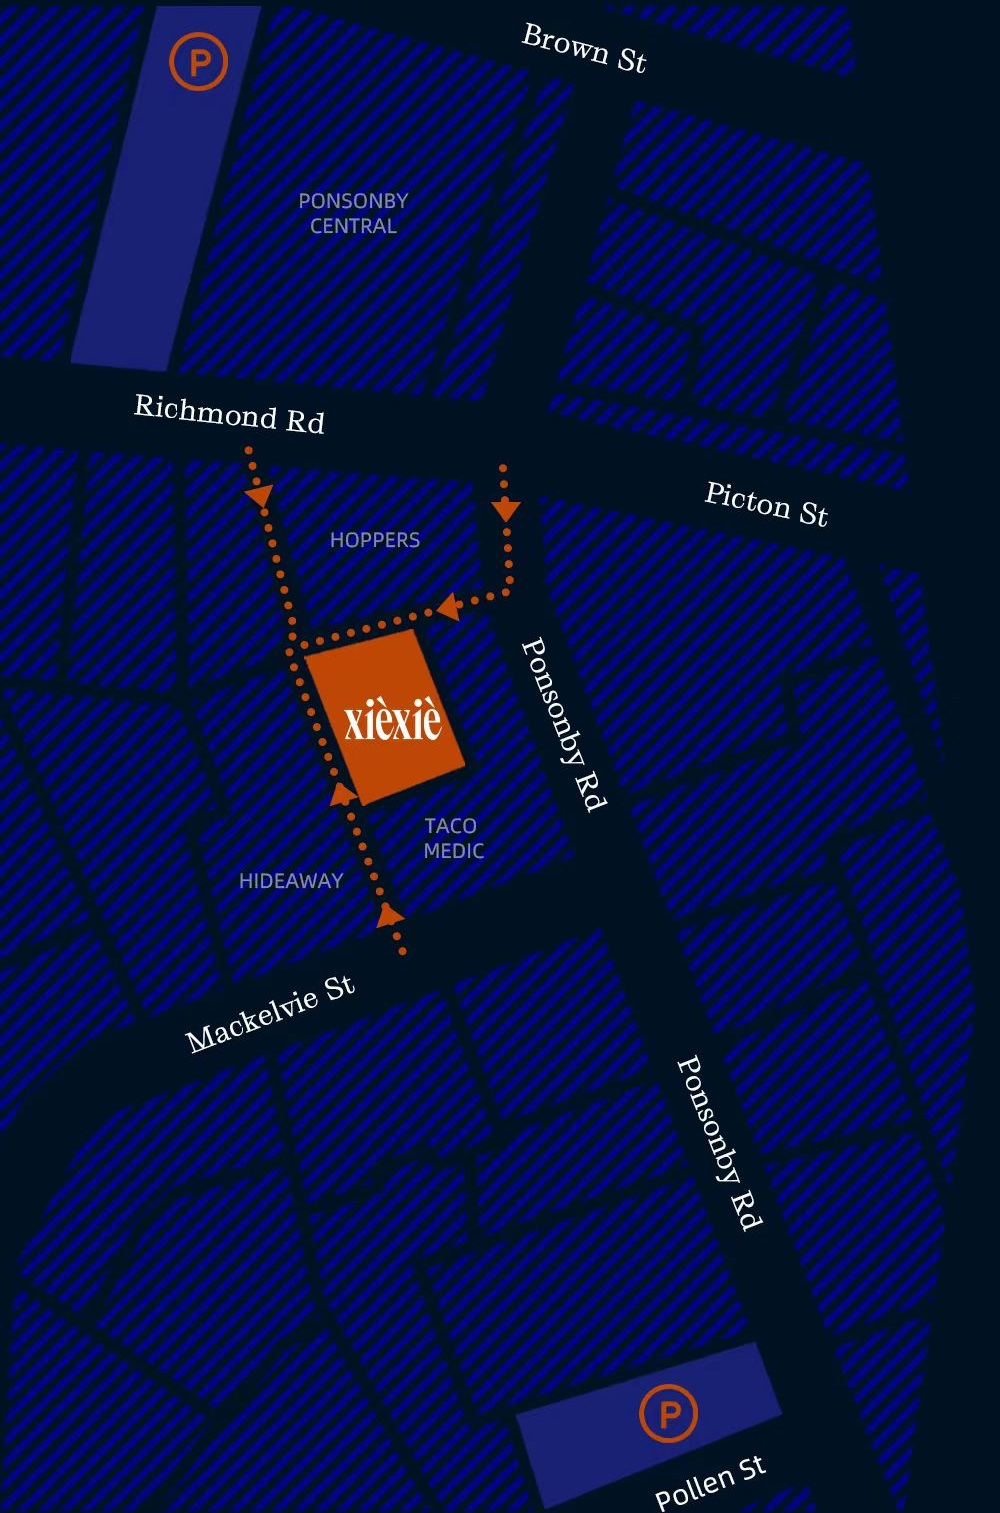 Brown St
P
PONSONBY
CENTRAL
Richmond Rd
Picton St
HOPPERS
Ponsonby Rd
xièxiè
TACO
MEDIC
HIDEAWAY
Mackelvie St
Ponsonby Rd
P
Pollen St